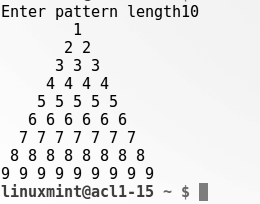 Enter pattern length10
1
2 2
3 3 3
4 4 4 4
5 5 5 5 5
6 6 6 6 6 6
7 7 7 7 7 7 7
8 8 8 8 8 8 8 8
9 9 9 9 9 9 9 9 9
linuxmint@acl1-15 ~ $